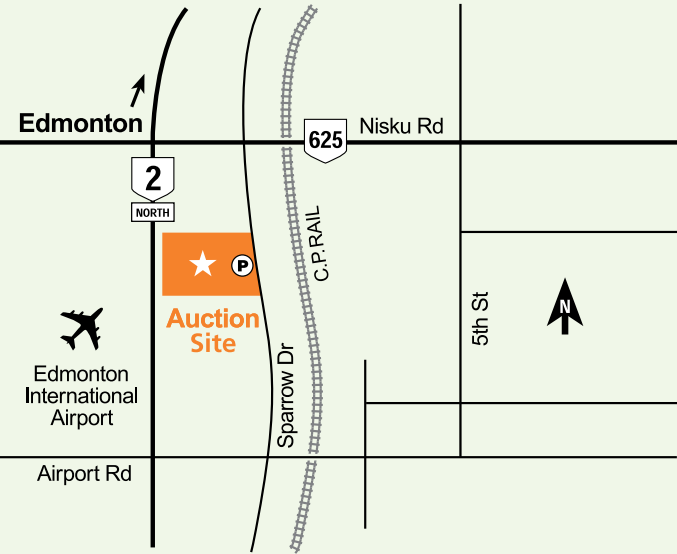 Edmonton
625
Nisku Rd
2
NORTH
C.P.RAIL
P
Auction
Site
5th St
N
Edmonton
International
Airport
Sparrow Dr
Airport Rd